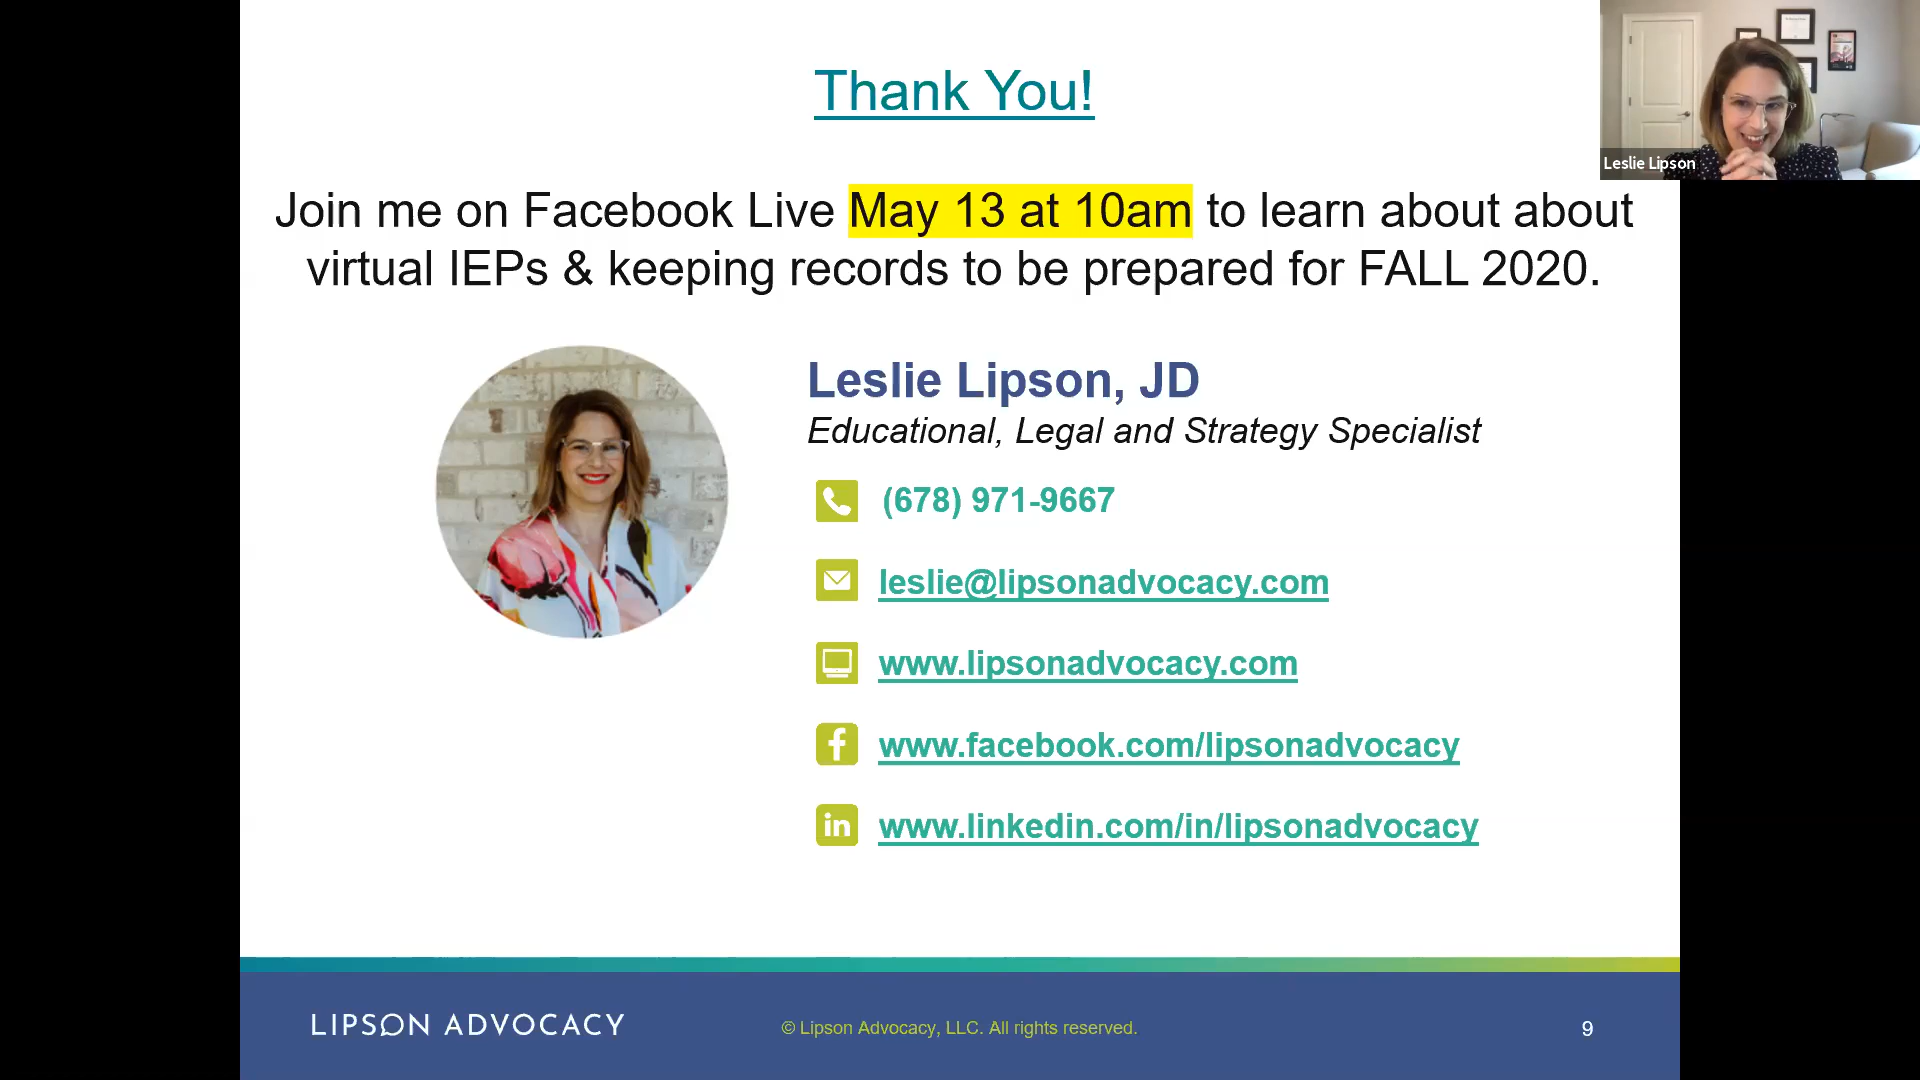 Thank You!
Leslie Lipson
Join me on Facebook Live May 13 at 10am to learn about about
virtual IEPs & keeping records to be prepared for FALL 2020.
Leslie Lipson, JD
Educational, Legal and Strategy Specialist
(678) 971-9667
leslie@lipsonadvocacy.com
www.lipsonadvocacy.com
www.facebook.com/lipsonadvocacy
in www.linkedin.com/in/lipsonadvocacy
LIPSON ADVOCACY
© Lipson Advocacy, LLC. All rights reserved.
9